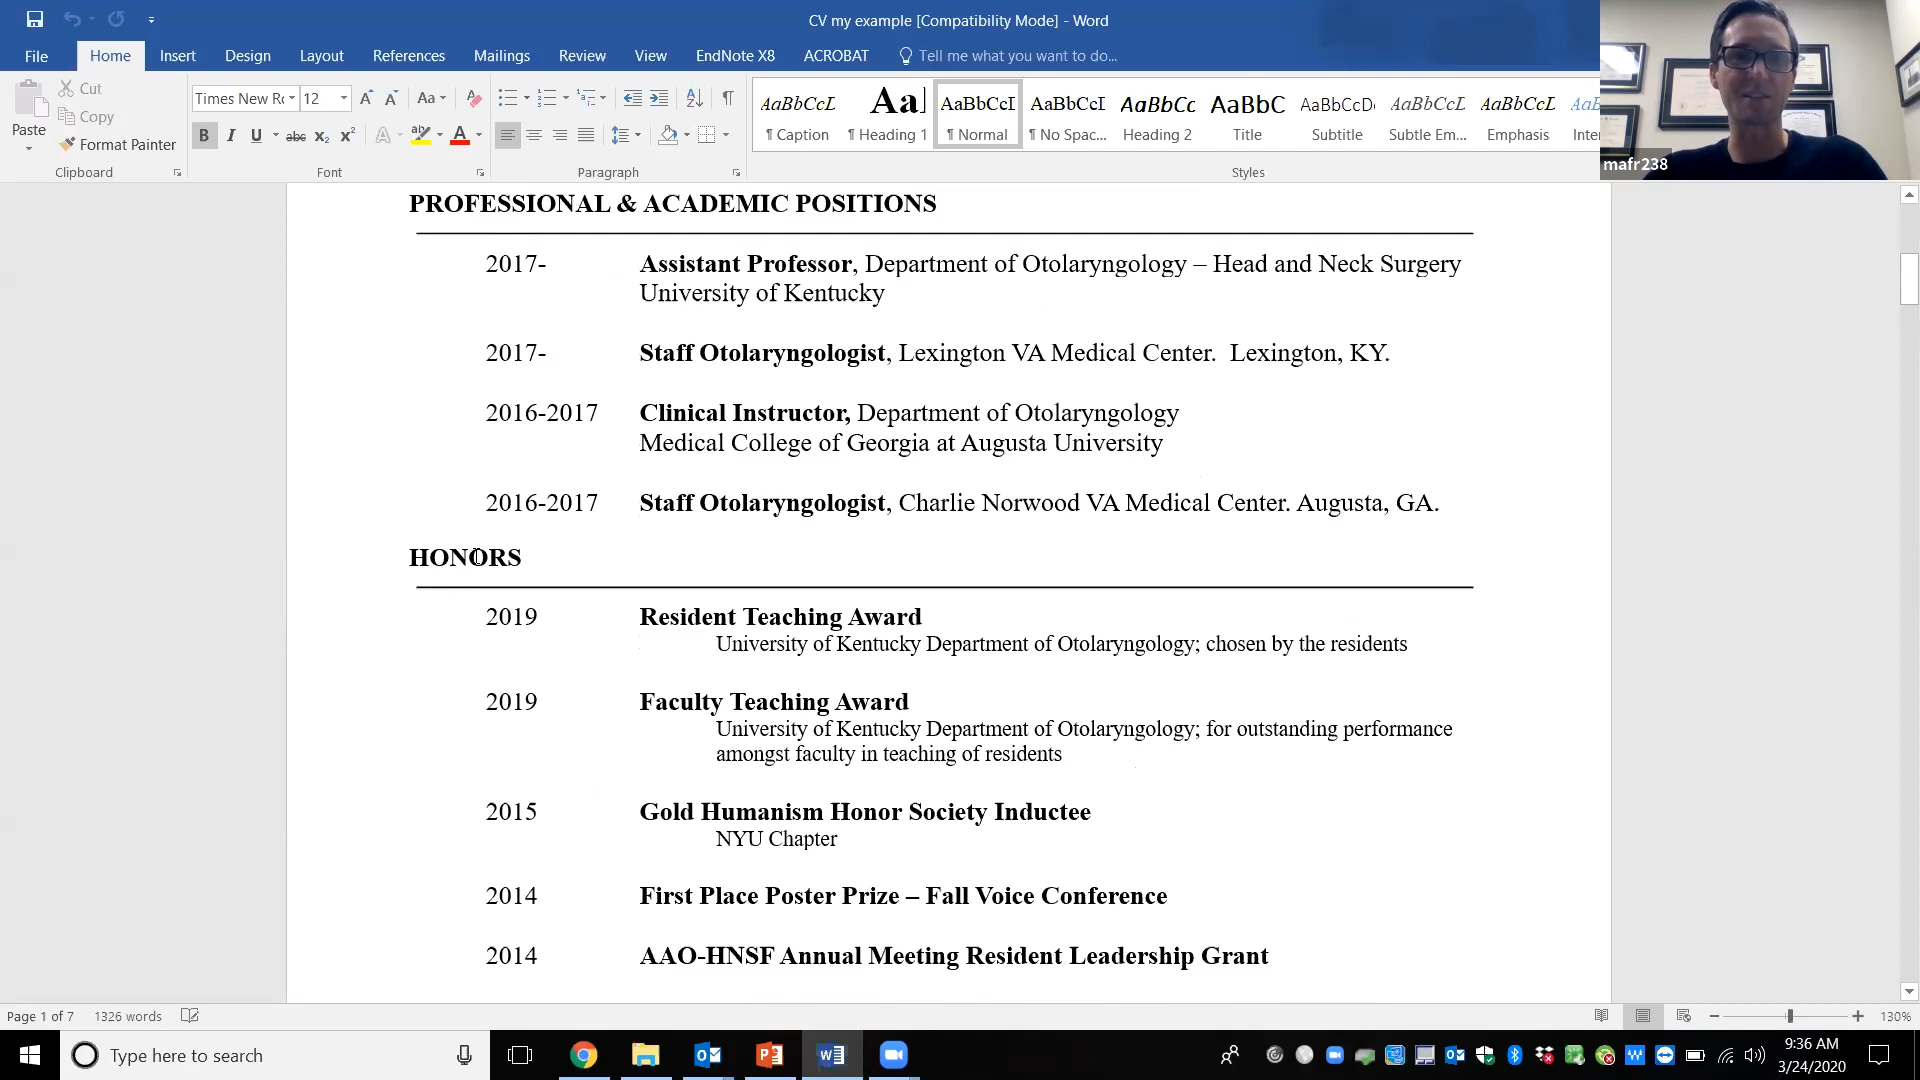 CV my example [Compatibility Mode] - Word
File Home Insert Design Layout References Mailings Review View EndNote X8 ACROBAT Tell me what you want to do...
Paste
Cut
Copy
Format Painter
Clipboard
Times New Ro 12
Aa
B I U abc X₂ X² A A
Font
Paragraph
AaBbCcL AaI AaBbCcI AaBbCcI AaBbCc AaBbC AaBbCcD AaBbCcL AaBbCcL AaB
¶ Caption ¶ Heading 1 ¶ Normal ¶ No Spac... Heading 2 Title Subtitle Subtle Em... Emphasis Inter
Styles
mafr238
PROFESSIONAL & ACADEMIC POSITIONS
2017- Assistant Professor, Department of Otolaryngology – Head and Neck Surgery
University of Kentucky
2017- Staff Otolaryngologist, Lexington VA Medical Center. Lexington, KY.
2016-2017 Clinical Instructor, Department of Otolaryngology
Medical College of Georgia at Augusta University
2016-2017 Staff Otolaryngologist, Charlie Norwood VA Medical Center. Augusta, GA.
HONORS
2019 Resident Teaching Award
University of Kentucky Department of Otolaryngology; chosen by the residents
2019 Faculty Teaching Award
University of Kentucky Department of Otolaryngology; for outstanding performance
amongst faculty in teaching of residents
2015 Gold Humanism Honor Society Inductee
NYU Chapter
2014 First Place Poster Prize – Fall Voice Conference
2014 AAO-HNSF Annual Meeting Resident Leadership Grant
Page 1 of 7 1326 words 130%
Type here to search
9:36 AM
3/24/2020